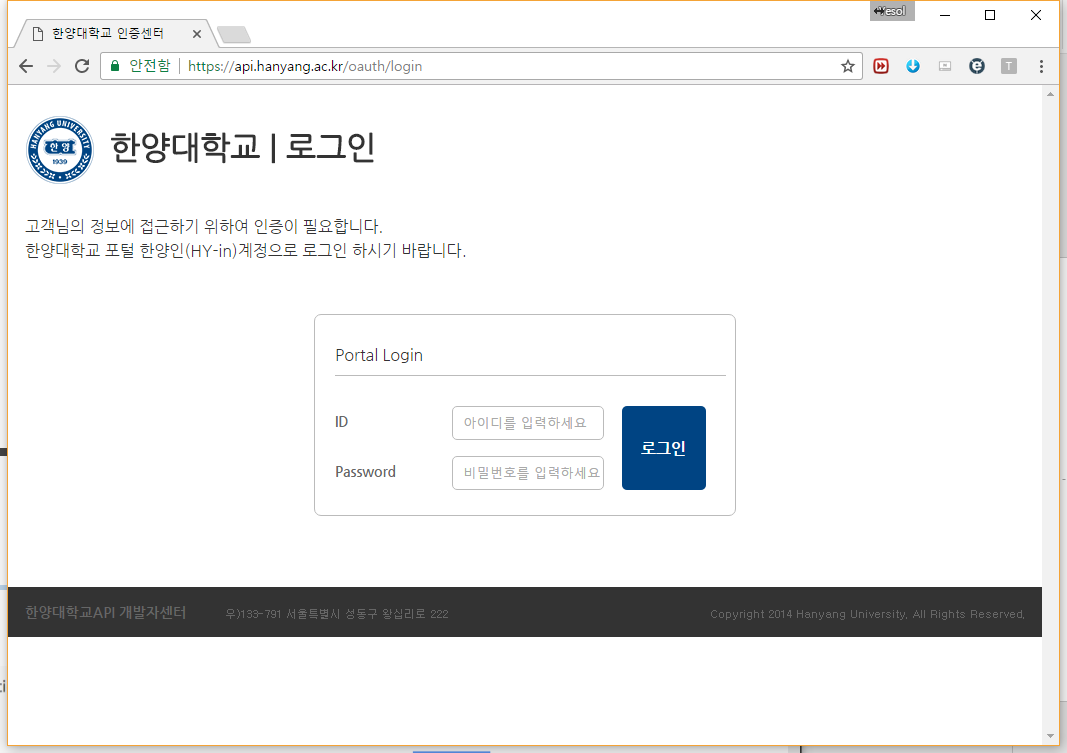 Yesol
한양대학교 인증센터
안전함 https://api.hanyang.ac.kr/oauth/login
T
HANYANG UNIVERSITY
한양
1939
한양대학교 | 로그인
고객님의 정보에 접근하기 위하여 인증이 필요합니다.
한양대학교 포털 한양인(HY-in)계정으로 로그인 하시기 바랍니다.
Portal Login
ID 아이디를 입력하세요
로그인
Password 비밀번호를 입력하세요
한양대학교API 개발자센터 우)133-791 서울특별시 성동구 왕십리로 222 Copyright 2014 Hanyang University. All Rights Reserved.